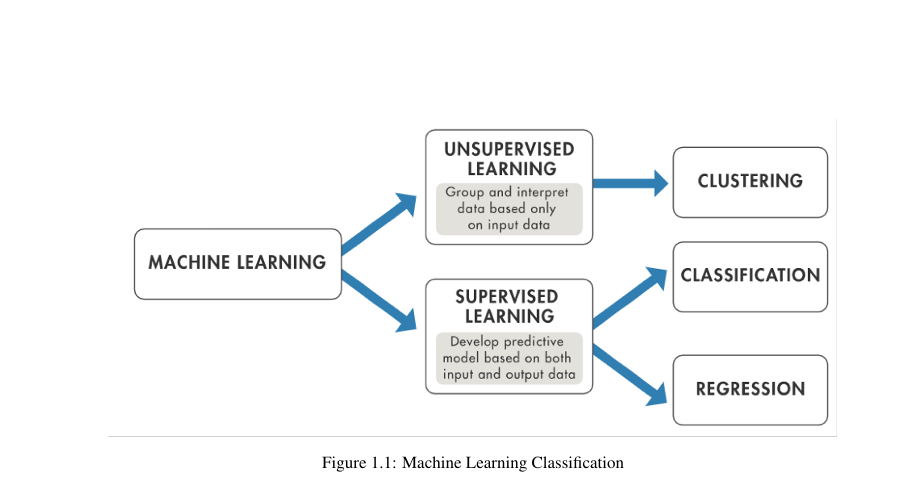 MACHINE LEARNING
UNSUPERVISED
LEARNING
Group and interpret
data based only
on input data
CLUSTERING
SUPERVISED
LEARNING
Develop predictive
model based on both
input and output data
CLASSIFICATION
REGRESSION
Figure 1.1: Machine Learning Classification